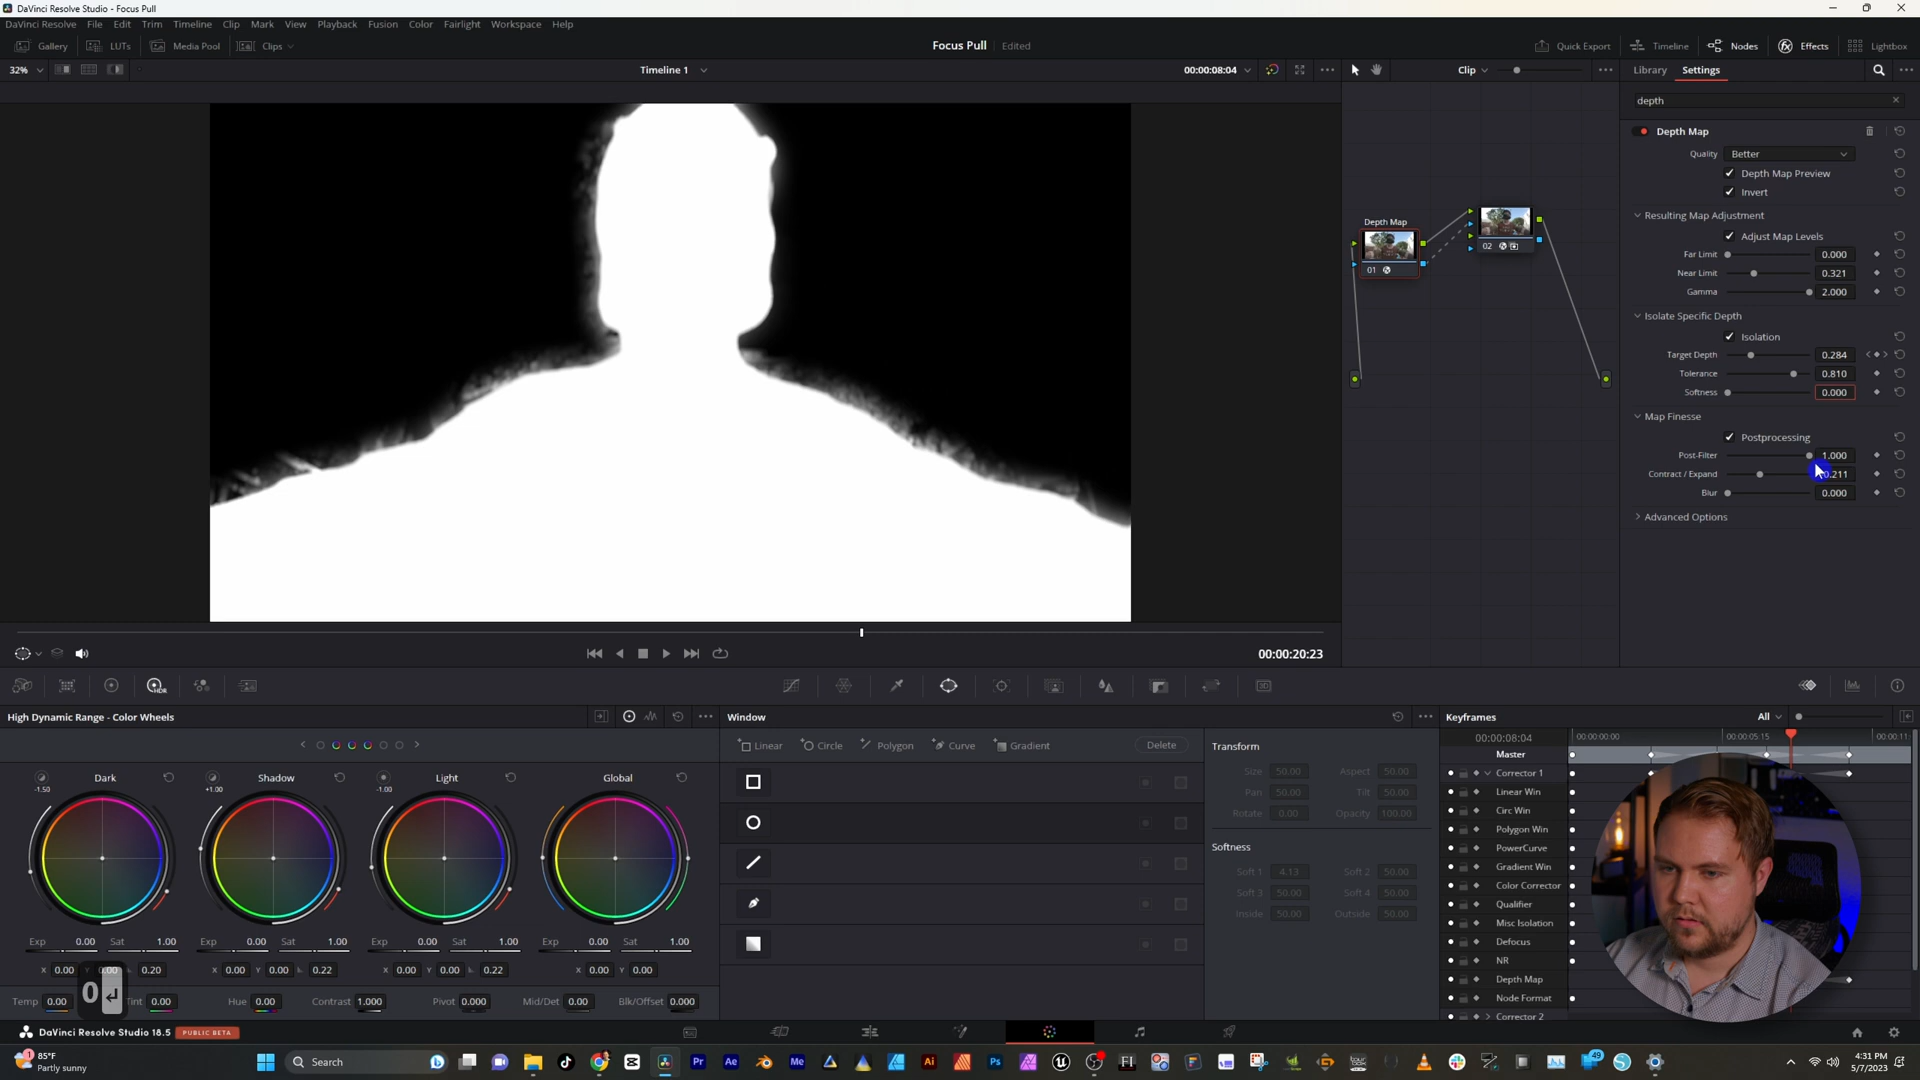 DaVinci Resolve Studio - Focus Pull
DaVinci Resolve File Edit Trim Timeline Clip Mark View Playback Fusion Color Fairlight Workspace Help
Gallery LUTs Media Pool Clips Focus Pull Edited Quick Export Timeline Nodes Effects Lightbox
32% Timeline 1 00:00:08:04 Clip Library Settings
depth
Depth Map
Quality Better
Depth Map Preview
Invert
Resulting Map Adjustment
Adjust Map Levels
Far Limit 0.000
Near Limit 0.321
Gamma 2.000
Isolate Specific Depth
Isolation
Target Depth 0.284
Tolerance 0.810
Softness 0.000
Map Finesse
Postprocessing
Post-Filter 1.000
Contract / Expand
Blur 0.000
Advanced Options
Depth Map
01
02
00:00:20:23
High Dynamic Range - Color Wheels Window Keyframes All
Linear Circle Polygon Curve Gradient Delete
Transform
Size 50.00 Aspect 50.00
Pan 50.00 Tilt 50.00
Rotate 0.00 Opacity 100.00
Softness
Soft 1 4.13 Soft 2 50.00
Soft 3 50.00 Soft 4 50.00
Inside 50.00 Outside 50.00
Dark Shadow Light Global
-1.50 +1.00 -1.00
Exp 0.00 Sat 1.00 Exp 0.00 Sat 1.00 Exp 0.00 Sat 1.00 Exp 0.00 Sat 1.00
X 0.00 Y 0.00 0.20 X 0.00 Y 0.00 0.22 X 0.00 Y 0.00 0.22 X 0.00 Y 0.00
Temp 0.00 Tint 0.00 Hue 0.00 Contrast 1.000 Pivot 0.000 Mid/Det 0.00 Blk/Offset 0.000
0
00:00:08:04 00:00:00:00 00:00:05:15 00:00:11:
Master
Corrector 1
Linear Win
Circ Win
Polygon Win
PowerCurve
Gradient Win
Color Corrector
Qualifier
Misc Isolation
Defocus
NR
Depth Map
Node Format
Corrector 2
DaVinci Resolve Studio 18.5 PUBLIC BETA
85°F
Partly sunny
Search
4:31 PM
5/7/2023